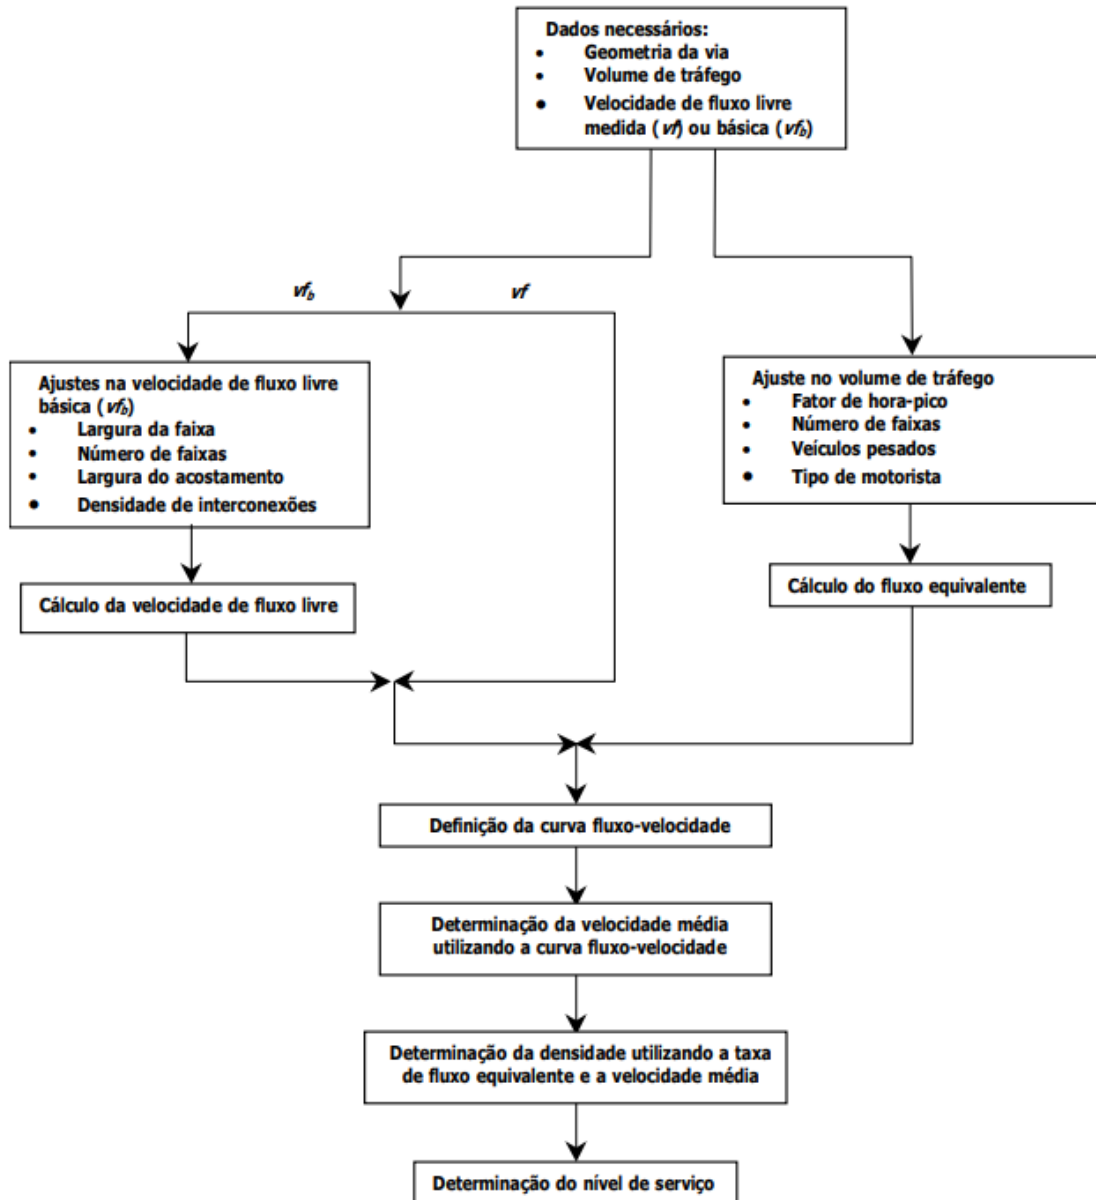 Dados necessários:
• Geometria da via
• Volume de tráfego
• Velocidade de fluxo livre
medida (vf) ou básica (vfb)
vfb
vf
Ajustes na velocidade de fluxo livre
básica (vfb)
• Largura da faixa
• Número de faixas
• Largura do acostamento
• Densidade de interconexões
Ajuste no volume de tráfego
• Fator de hora-pico
• Número de faixas
• Veículos pesados
• Tipo de motorista
Cálculo da velocidade de fluxo livre
Cálculo do fluxo equivalente
Definição da curva fluxo-velocidade
Determinação da velocidade média
utilizando a curva fluxo-velocidade
Determinação da densidade utilizando a taxa
de fluxo equivalente e a velocidade média
Determinação do nível de serviço